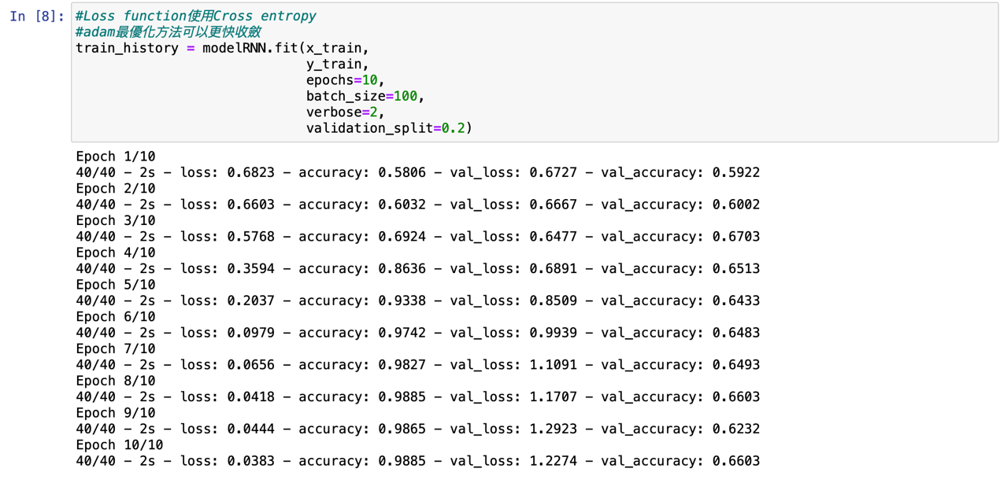 In [8]: #Loss function使用Cross entropy
#adam最優化方法可以更快收斂
train_history = modelRNN.fit(x_train,
y_train,
epochs=10,
batch_size=100,
verbose=2,
validation_split=0.2)
Epoch 1/10
40/40 - 2s - loss: 0.6823 - accuracy: 0.5806 - val_loss: 0.6727 - val_accuracy: 0.5922
Epoch 2/10
40/40 - 2s - loss: 0.6603 - accuracy: 0.6032 - val_loss: 0.6667 - val_accuracy: 0.6002
Epoch 3/10
40/40 - 2s - loss: 0.5768 - accuracy: 0.6924 - val_loss: 0.6477 - val_accuracy: 0.6703
Epoch 4/10
40/40 - 2s - loss: 0.3594 - accuracy: 0.8636 - val_loss: 0.6891 - val_accuracy: 0.6513
Epoch 5/10
40/40 - 2s - loss: 0.2037 - accuracy: 0.9338 - val_loss: 0.8509 - val_accuracy: 0.6433
Epoch 6/10
40/40 - 2s - loss: 0.0979 - accuracy: 0.9742 - val_loss: 0.9939 - val_accuracy: 0.6483
Epoch 7/10
40/40 - 2s - loss: 0.0656 - accuracy: 0.9827 - val_loss: 1.1091 - val_accuracy: 0.6493
Epoch 8/10
40/40 - 2s - loss: 0.0418 - accuracy: 0.9885 - val_loss: 1.1707 - val_accuracy: 0.6603
Epoch 9/10
40/40 - 2s - loss: 0.0444 - accuracy: 0.9865 - val_loss: 1.2923 - val_accuracy: 0.6232
Epoch 10/10
40/40 - 2s - loss: 0.0383 - accuracy: 0.9885 - val_loss: 1.2274 - val_accuracy: 0.6603